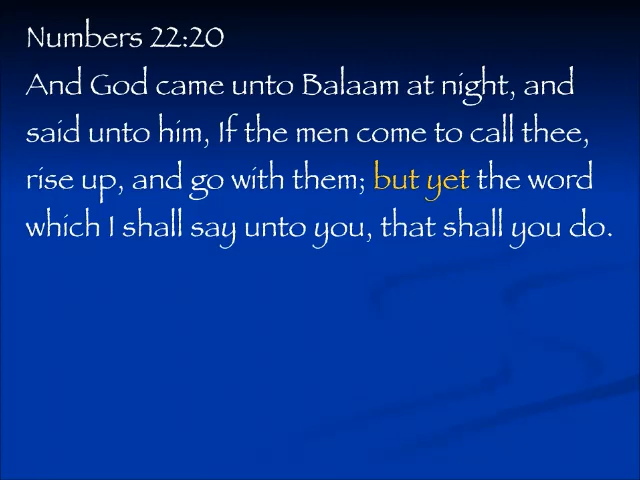 Numbers 22:20
And God came unto Balaam at night, and
said unto him, If the men come to call thee,
rise up, and go with them; but yet the word
which I shall say unto you, that shall you do.